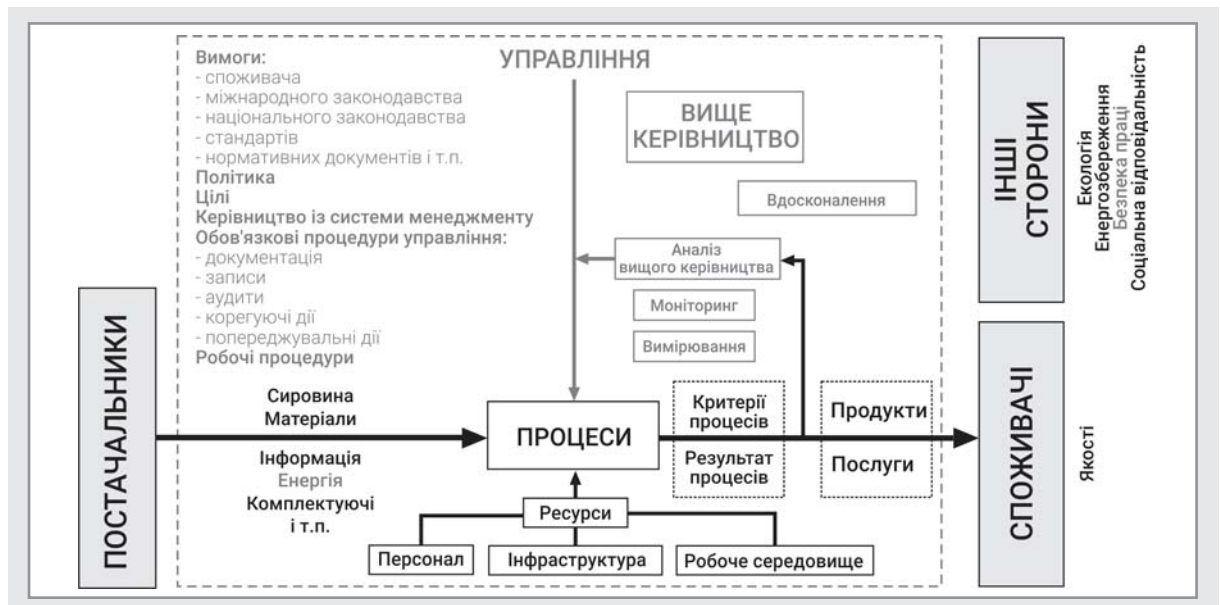 Вимоги:
- споживача
- міжнародного законодавства
- національного законодавства
- стандартів
- нормативних документів і т.п.
Політика
Цілі
Керівництво із системи менеджменту
Обов'язкові процедури управління:
- документація
- записи
- аудити
- корегуючі дії
- попереджувальні дії
Робочі процедури
УПРАВЛІННЯ
ВИЩЕ
КЕРІВНИЦТВО
Вдосконалення
Аналіз
вищого керівництва
Моніторинг
Вимірювання
ПОСТАЧАЛЬНИКИ
Сировина
Матеріали
Інформація
Енергія
Комплектуючі
і т.п.
ПРОЦЕСИ
Критерії
процесів
Результат
процесів
Продукти
Послуги
Ресурси
Персонал
Інфраструктура
Робоче середовище
ІНШІ
СТОРОНИ
Екологія
Енергозбереження
Безпека праці
Соціальна відповідальність
СПОЖИВАЧІ
Якості